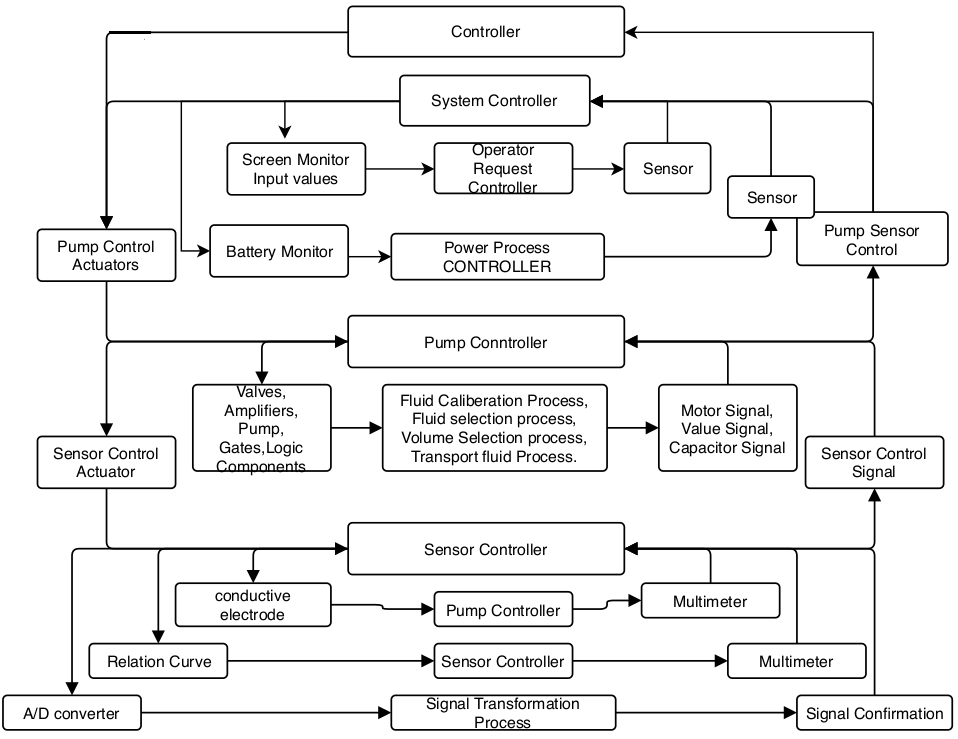 Controller
System Controller
Screen Monitor
Input values
Operator
Request
Controller
Sensor
Sensor
Pump Sensor
Control
Pump Control
Actuators
Battery Monitor
Power Process
CONTROLLER
Pump Conntroller
Valves,
Amplifiers,
Pump,
Gates,Logic
Components
Fluid Caliberation Process,
Fluid selection process,
Volume Selection process,
Transport fluid Process.
Motor Signal,
Value Signal,
Capacitor Signal
Sensor Control
Actuator
Sensor Control
Signal
Sensor Controller
conductive
electrode
Pump Controller
Multimeter
Relation Curve
Sensor Controller
Multimeter
A/D converter
Signal Transformation
Process
Signal Confirmation